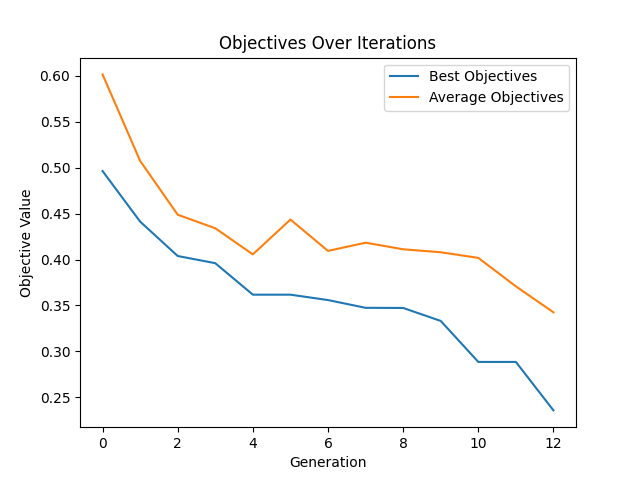 Objectives Over Iterations
Best Objectives
Average Objectives
Objective Value
0.60
0.55
0.50
0.45
0.40
0.35
0.30
0.25
0 2 4 6 8 10 12
Generation